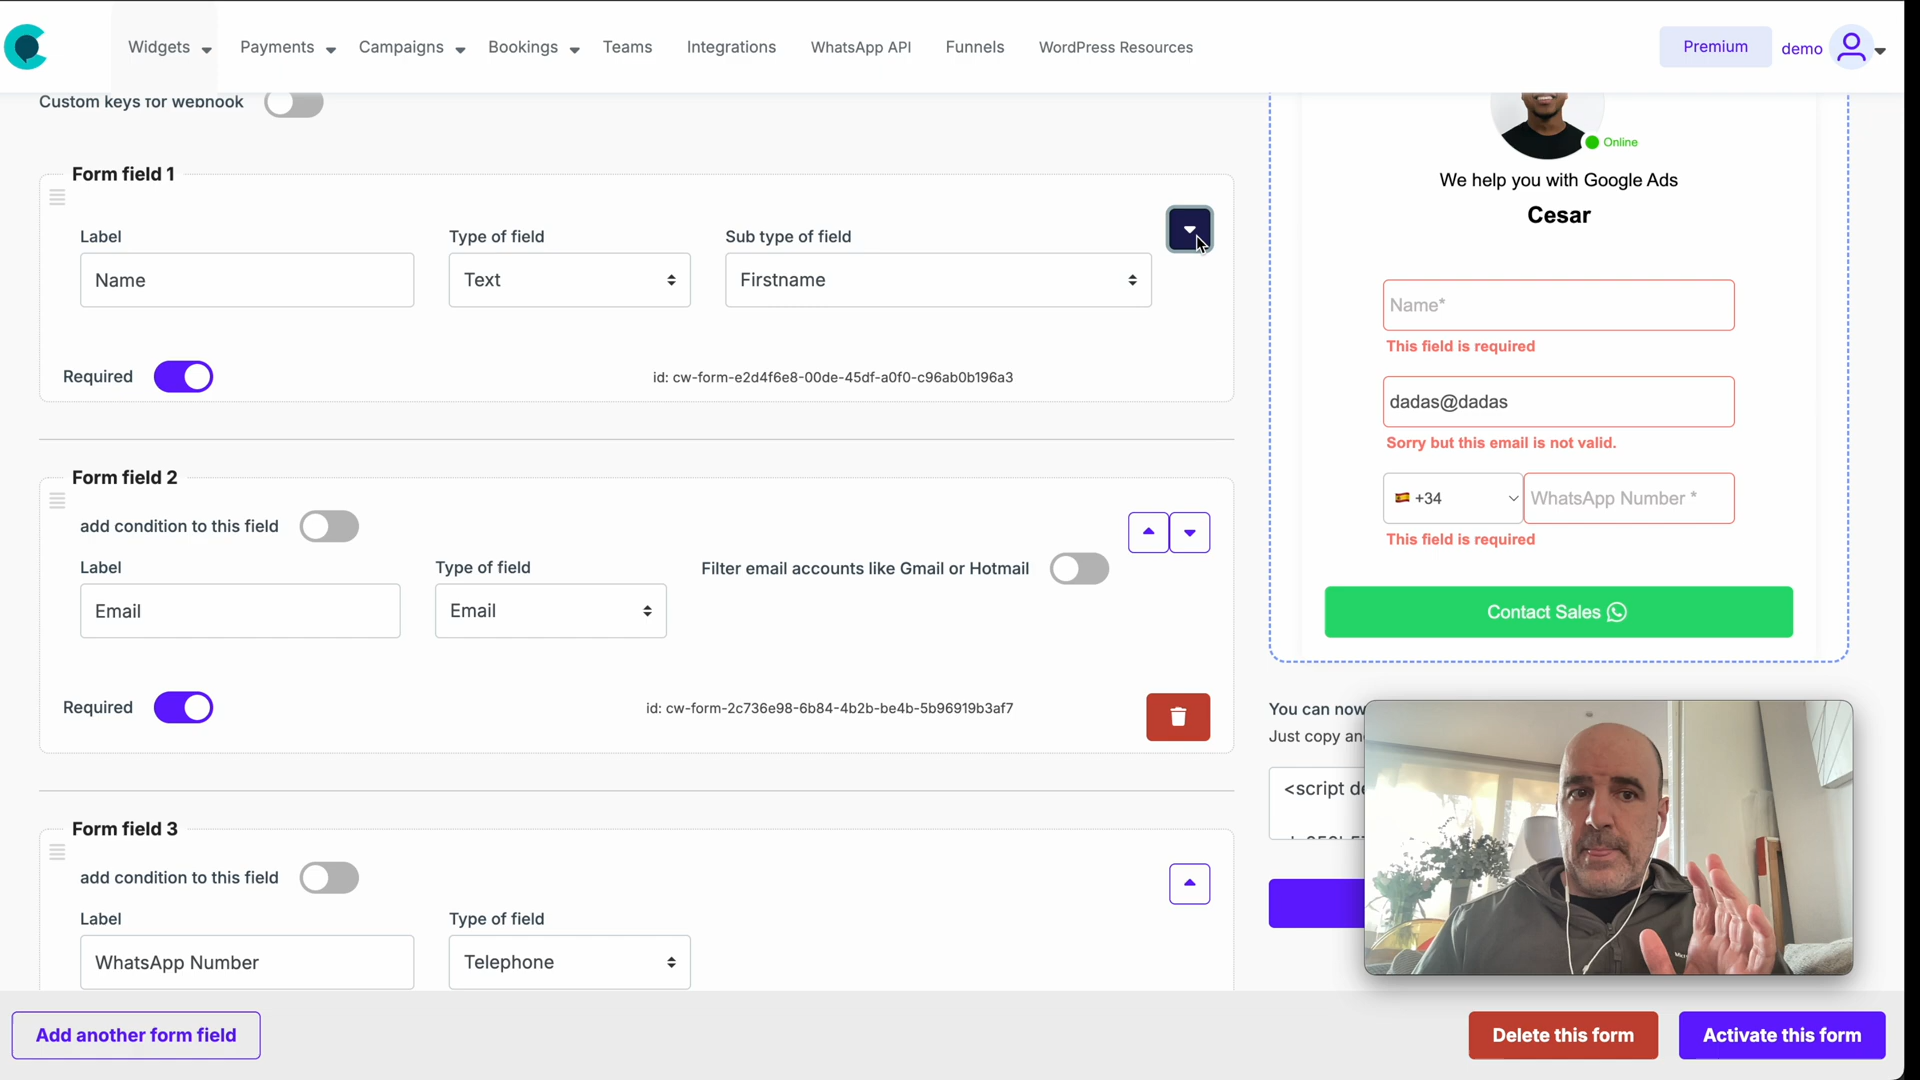 Widgets
Payments
Campaigns
Bookings
Teams
Integrations
WhatsApp API
Funnels
WordPress Resources
Premium
demo
Custom keys for webhook
Form field 1
Label
Type of field
Sub type of field
Name
Text
Firstname
Required
id: cw-form-e2d4f6e8-00de-45df-a0f0-c96ab0b196a3
Form field 2
add condition to this field
Label
Type of field
Filter email accounts like Gmail or Hotmail
Email
Email
Required
id: cw-form-2c736e98-6b84-4b2b-be4b-5b96919b3af7
Form field 3
add condition to this field
Label
Type of field
WhatsApp Number
Telephone
Add another form field
Online
We help you with Google Ads
Cesar
Name*
This field is required
dadas@dadas
Sorry but this email is not valid.
+34
WhatsApp Number *
This field is required
Contact Sales
You can now
Just copy an
<script de
Delete this form
Activate this form